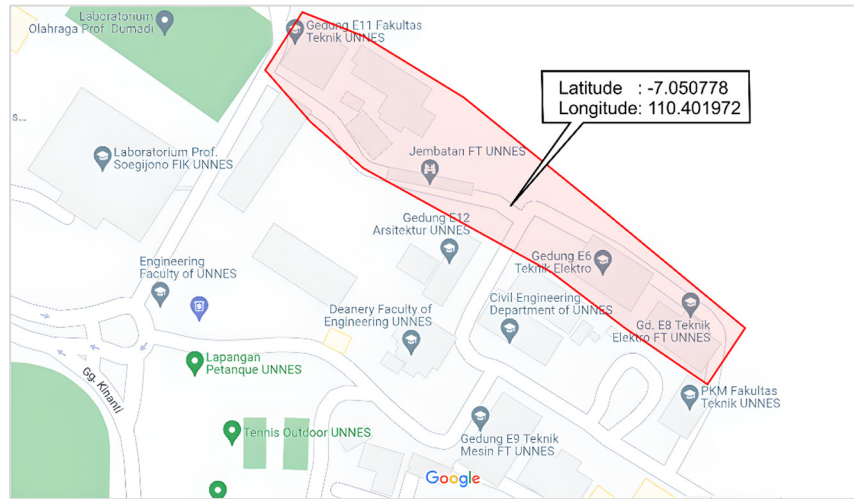 Laboratorium
Olahraga Prof. Dumadi
Gedung E11 Fakultas
Teknik UNNES
Latitude : -7.050778
Longitude: 110.401972
s...
Laboratorium Prof.
Soegijono FIK UNNES
Jembatan FT UNNES
Gedung E12
Arsitektur UNNES
Gedung E6
Teknik Elektro
Engineering
Faculty of UNNES
Deanery Faculty of
Engineering UNNES
Civil Engineering
Department of UNNES
Gd. E8 Teknik
Elektro FT UNNES
Lapangan
Petanque UNNES
Gg. Kinanti
PKM Fakultas
Teknik UNNES
Tennis Outdoor UNNES
Gedung E9 Teknik
Mesin FT UNNES
Google